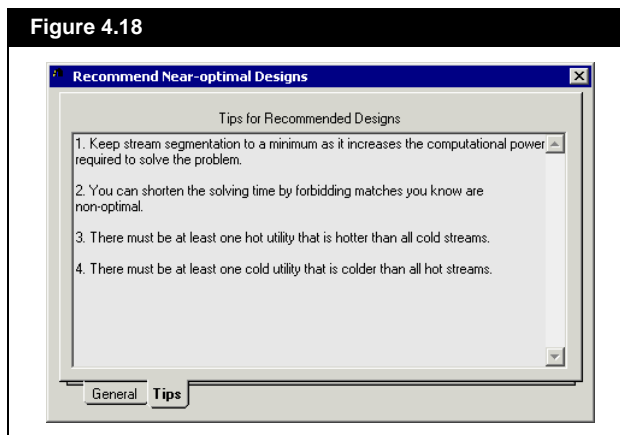 Figure 4.18
Recommend Near-optimal Designs
Tips for Recommended Designs
1. Keep stream segmentation to a minimum as it increases the computational power
required to solve the problem.
2. You can shorten the solving time by forbidding matches you know are
non-optimal.
3. There must be at least one hot utility that is hotter than all cold streams.
4. There must be at least one cold utility that is colder than all hot streams.
General Tips